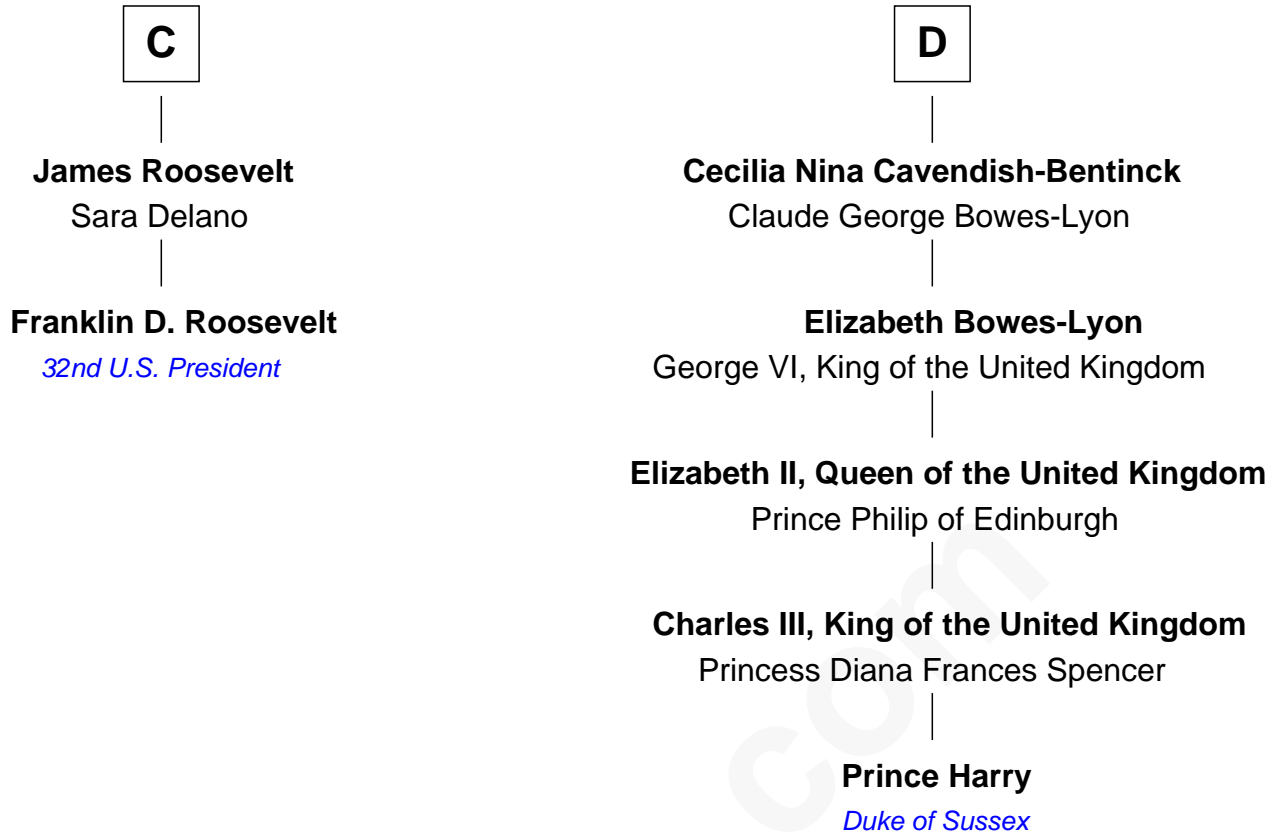 C
James Roosevelt
Sara Delano
Franklin D. Roosevelt
32nd U.S. President
D
Cecilia Nina Cavendish-Bentinck
Claude George Bowes-Lyon
Elizabeth Bowes-Lyon
George VI, King of the United Kingdom
Elizabeth II, Queen of the United Kingdom
Prince Philip of Edinburgh
Charles III, King of the United Kingdom
Princess Diana Frances Spencer
Prince Harry
Duke of Sussex
com